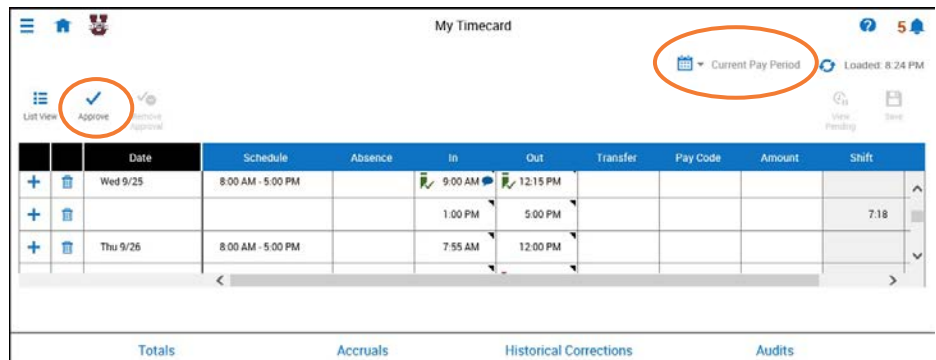 My Timecard
5
Current Pay Period
Loaded: 8:24 PM
List View
Approve
Remove Approval
View Pending
Save
Date Schedule Absence In Out Transfer Pay Code Amount Shift
Wed 9/25 8:00 AM - 5:00 PM 9:00 AM 12:15 PM
1:00 PM 5:00 PM 7:18
Thu 9/26 8:00 AM - 5:00 PM 7:55 AM 12:00 PM
Totals Accruals Historical Corrections Audits